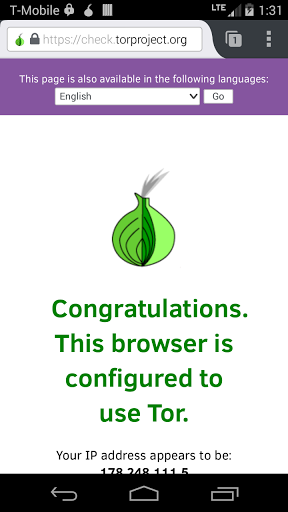 T-Mobile LTE 1:31
https://check.torproject.org 1
This page is also available in the following languages:
English Go
Congratulations.
This browser is
configured to
use Tor.
Your IP address appears to be:
178.248.111.5